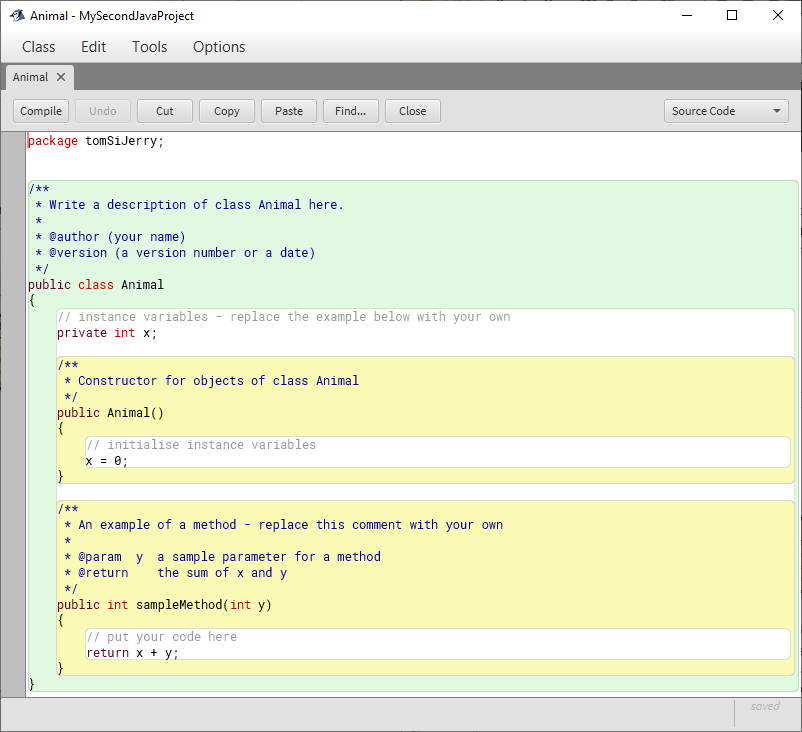 Animal - MySecondJavaProject
Class Edit Tools Options
Animal
Compile Undo Cut Copy Paste Find... Close Source Code
package tomSiJerry;
/**
 * Write a description of class Animal here.
 *
 * @author (your name)
 * @version (a version number or a date)
 */
public class Animal
{
    // instance variables - replace the example below with your own
    private int x;
    /**
     * Constructor for objects of class Animal
     */
    public Animal()
    {
        // initialise instance variables
        x = 0;
    }
    /**
     * An example of a method - replace this comment with your own
     *
     * @param  y  a sample parameter for a method
     * @return    the sum of x and y
     */
    public int sampleMethod(int y)
    {
        // put your code here
        return x + y;
    }
}
saved